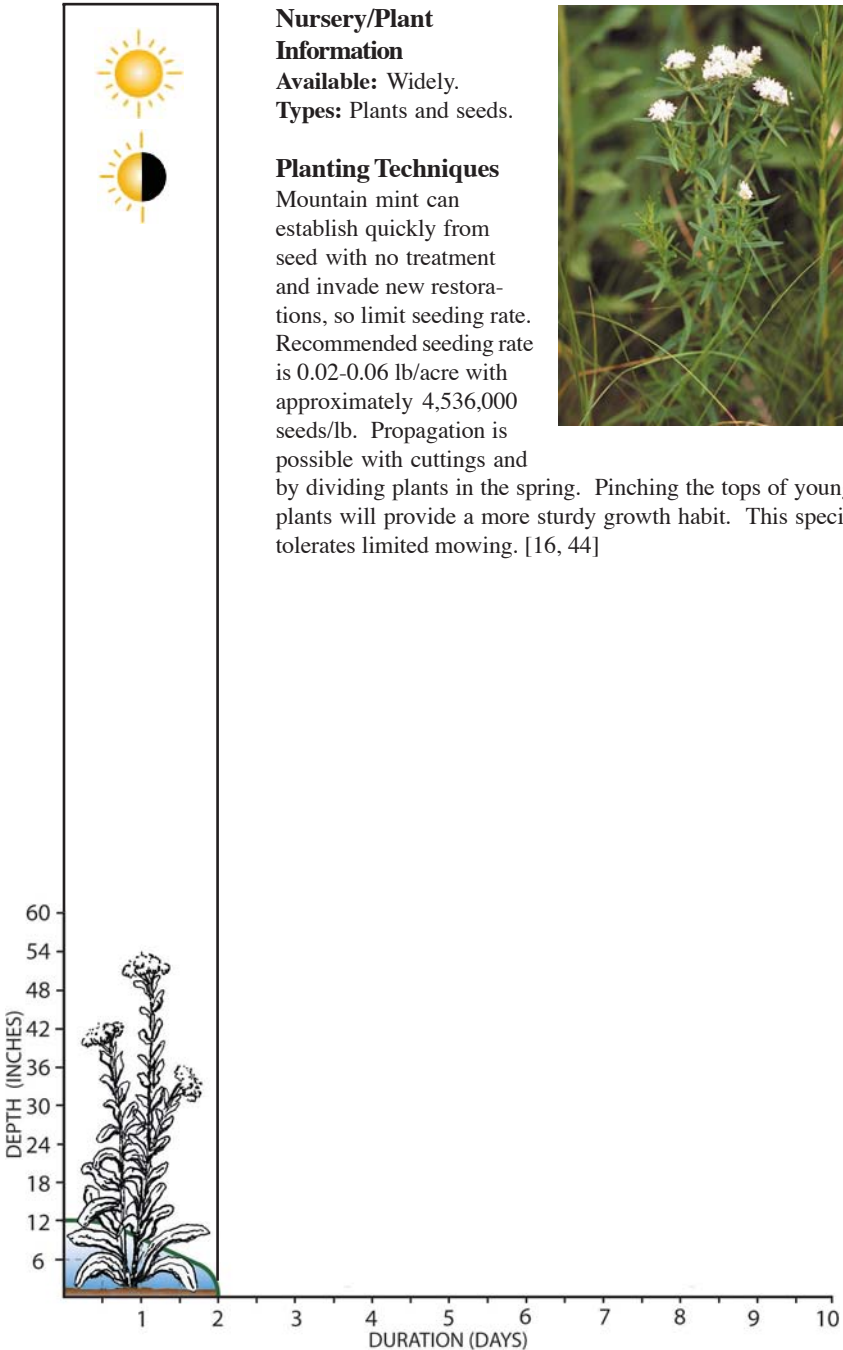 Nursery/Plant
Information
Available: Widely.
Types: Plants and seeds.
Planting Techniques
Mountain mint can
establish quickly from
seed with no treatment
and invade new restora-
tions, so limit seeding rate.
Recommended seeding rate
is 0.02-0.06 lb/acre with
approximately 4,536,000
seeds/lb. Propagation is
possible with cuttings and
by dividing plants in the spring. Pinching the tops of youn
plants will provide a more sturdy growth habit. This speci
tolerates limited mowing. [16, 44]
60
54
48
42
36
30
24
18
12
6
DEPTH (INCHES)
1 2 3 4 5 6 7 8 9 10
DURATION (DAYS)